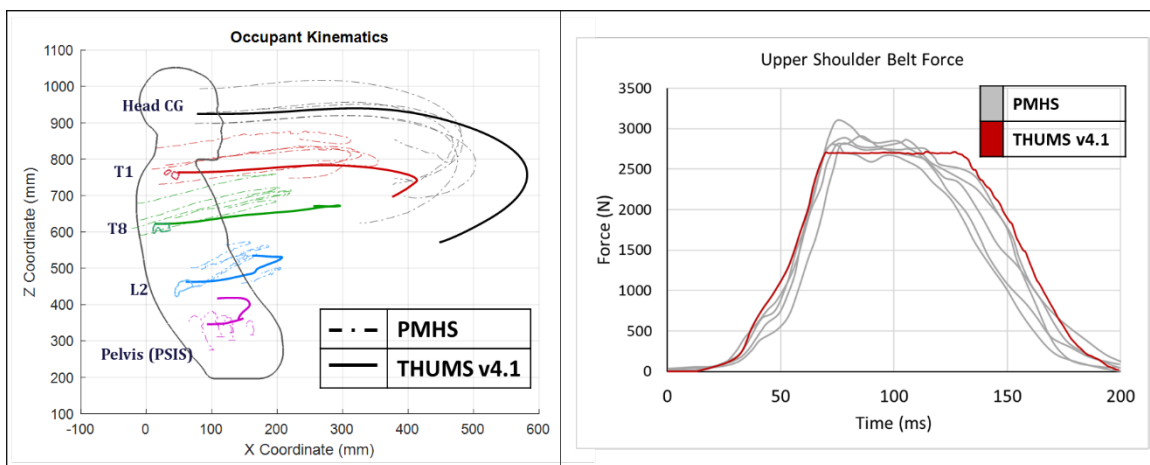 Occupant Kinematics
1100
1000
900
800
700
600
500
400
300
200
100
Z Coordinate (mm)
Head CG
T1
T8
L2
Pelvis (PSIS)
PMHS
THUMS v4.1
-100
0
100
200
300
400
500
600
X Coordinate (mm)
Upper Shoulder Belt Force
3500
3000
2500
2000
1500
1000
500
0
Force (N)
PMHS
THUMS v4.1
0
50
100
150
200
Time (ms)